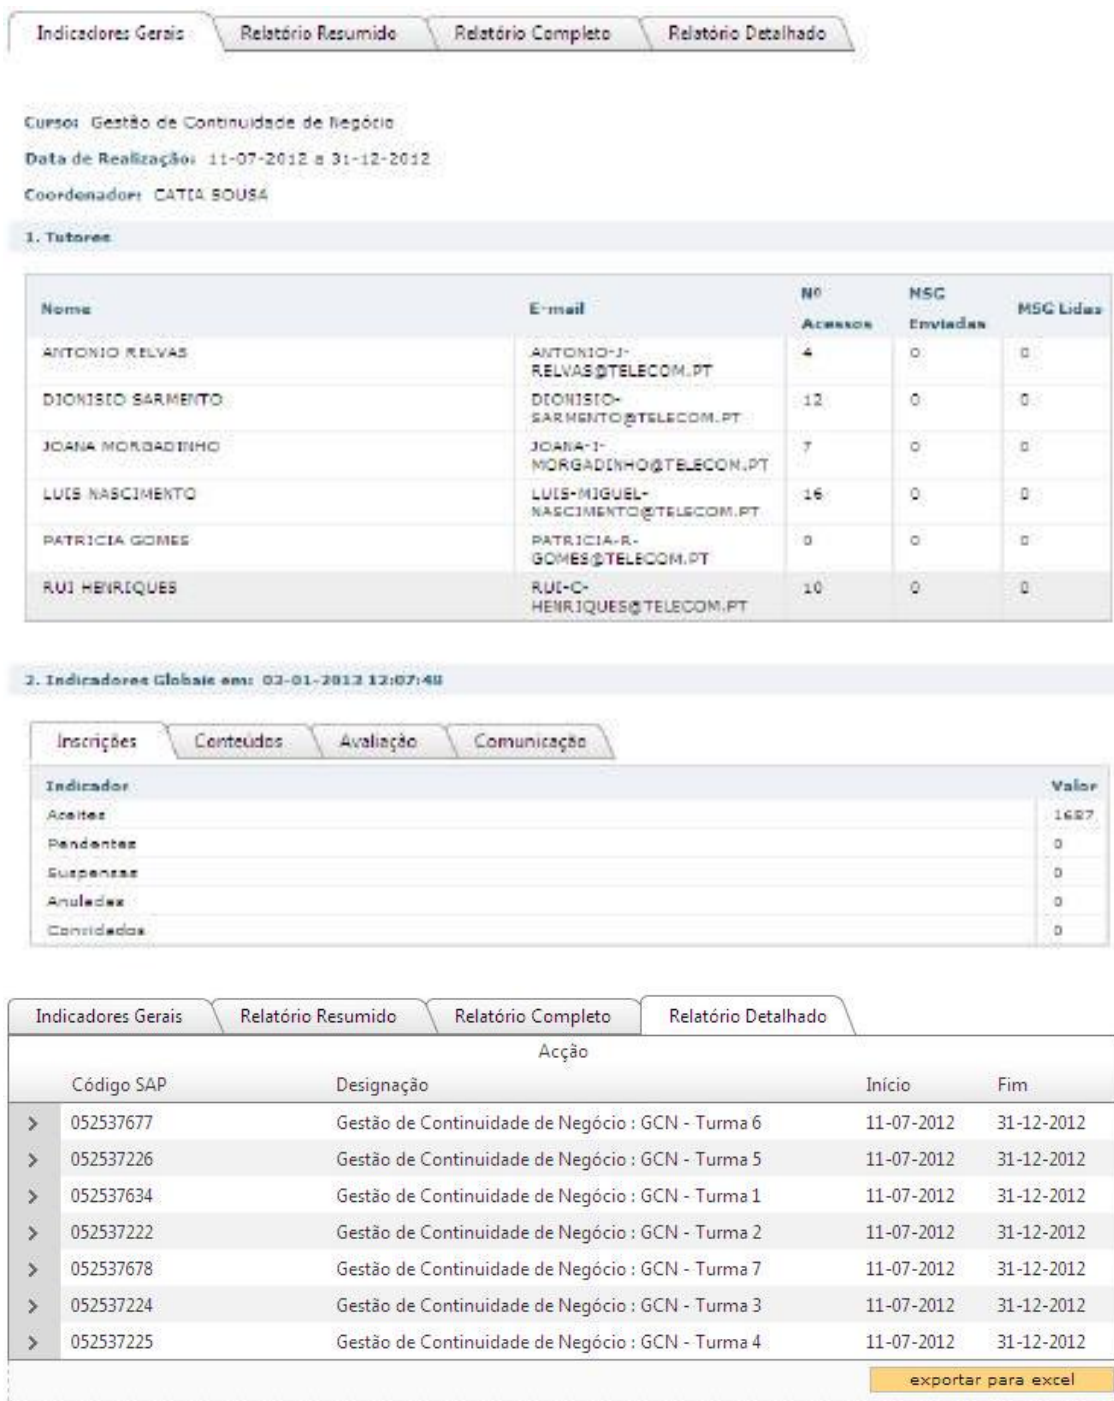 Indicadores Gerais Relatório Resumido Relatório Completo Relatório Detalhado
Curso: Gestão de Continuidade de Negócio
Data de Realização: 11-07-2012 a 31-12-2012
Coordenador: CATIA SOUSA
1. Tutores
Nome E-mail Nº Acessos MSG Enviadas MSG Lidas
ANTONIO RELVAS ANTONIO-J-RELVAS@TELECOM.PT 4 0 0
DIONISIO SARMENTO DIONISIO-SARMENTO@TELECOM.PT 12 0 0
JOANA MORGADINHO JOANA-I-MORGADINHO@TELECOM.PT 7 0 0
LUIS NASCIMENTO LUIS-MIGUEL-NASCIMENTO@TELECOM.PT 16 0 0
PATRICIA GOMES PATRICIA-R-GOMES@TELECOM.PT 0 0 0
RUI HENRIQUES RUI-C-HENRIQUES@TELECOM.PT 10 0 0
2. Indicadores Globais em: 02-01-2013 12:07:48
Inscrições Conteúdos Avaliação Comunicação
Indicador Valor
Aceites 1687
Pendentes 0
Suspensas 0
Anuladas 0
Convidados 0
Indicadores Gerais Relatório Resumido Relatório Completo Relatório Detalhado
Acção
Código SAP Designação Início Fim
052537677 Gestão de Continuidade de Negócio : GCN - Turma 6 11-07-2012 31-12-2012
052537226 Gestão de Continuidade de Negócio : GCN - Turma 5 11-07-2012 31-12-2012
052537634 Gestão de Continuidade de Negócio : GCN - Turma 1 11-07-2012 31-12-2012
052537222 Gestão de Continuidade de Negócio : GCN - Turma 2 11-07-2012 31-12-2012
052537678 Gestão de Continuidade de Negócio : GCN - Turma 7 11-07-2012 31-12-2012
052537224 Gestão de Continuidade de Negócio : GCN - Turma 3 11-07-2012 31-12-2012
052537225 Gestão de Continuidade de Negócio : GCN - Turma 4 11-07-2012 31-12-2012
exportar para excel